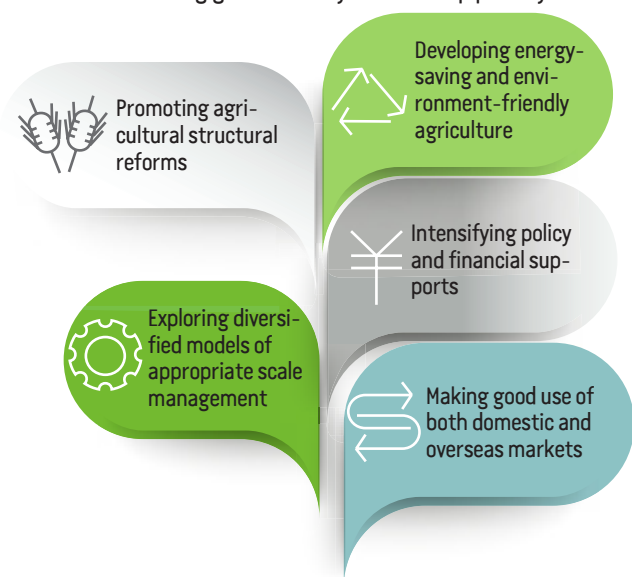 Promoting agri-
cultural structural
reforms
Developing energy-
saving and envi-
ronment-friendly
agriculture
Intensifying policy
and financial sup-
ports
Exploring diversi-
fied models of
appropriate scale
management
Making good use of
both domestic and
overseas markets